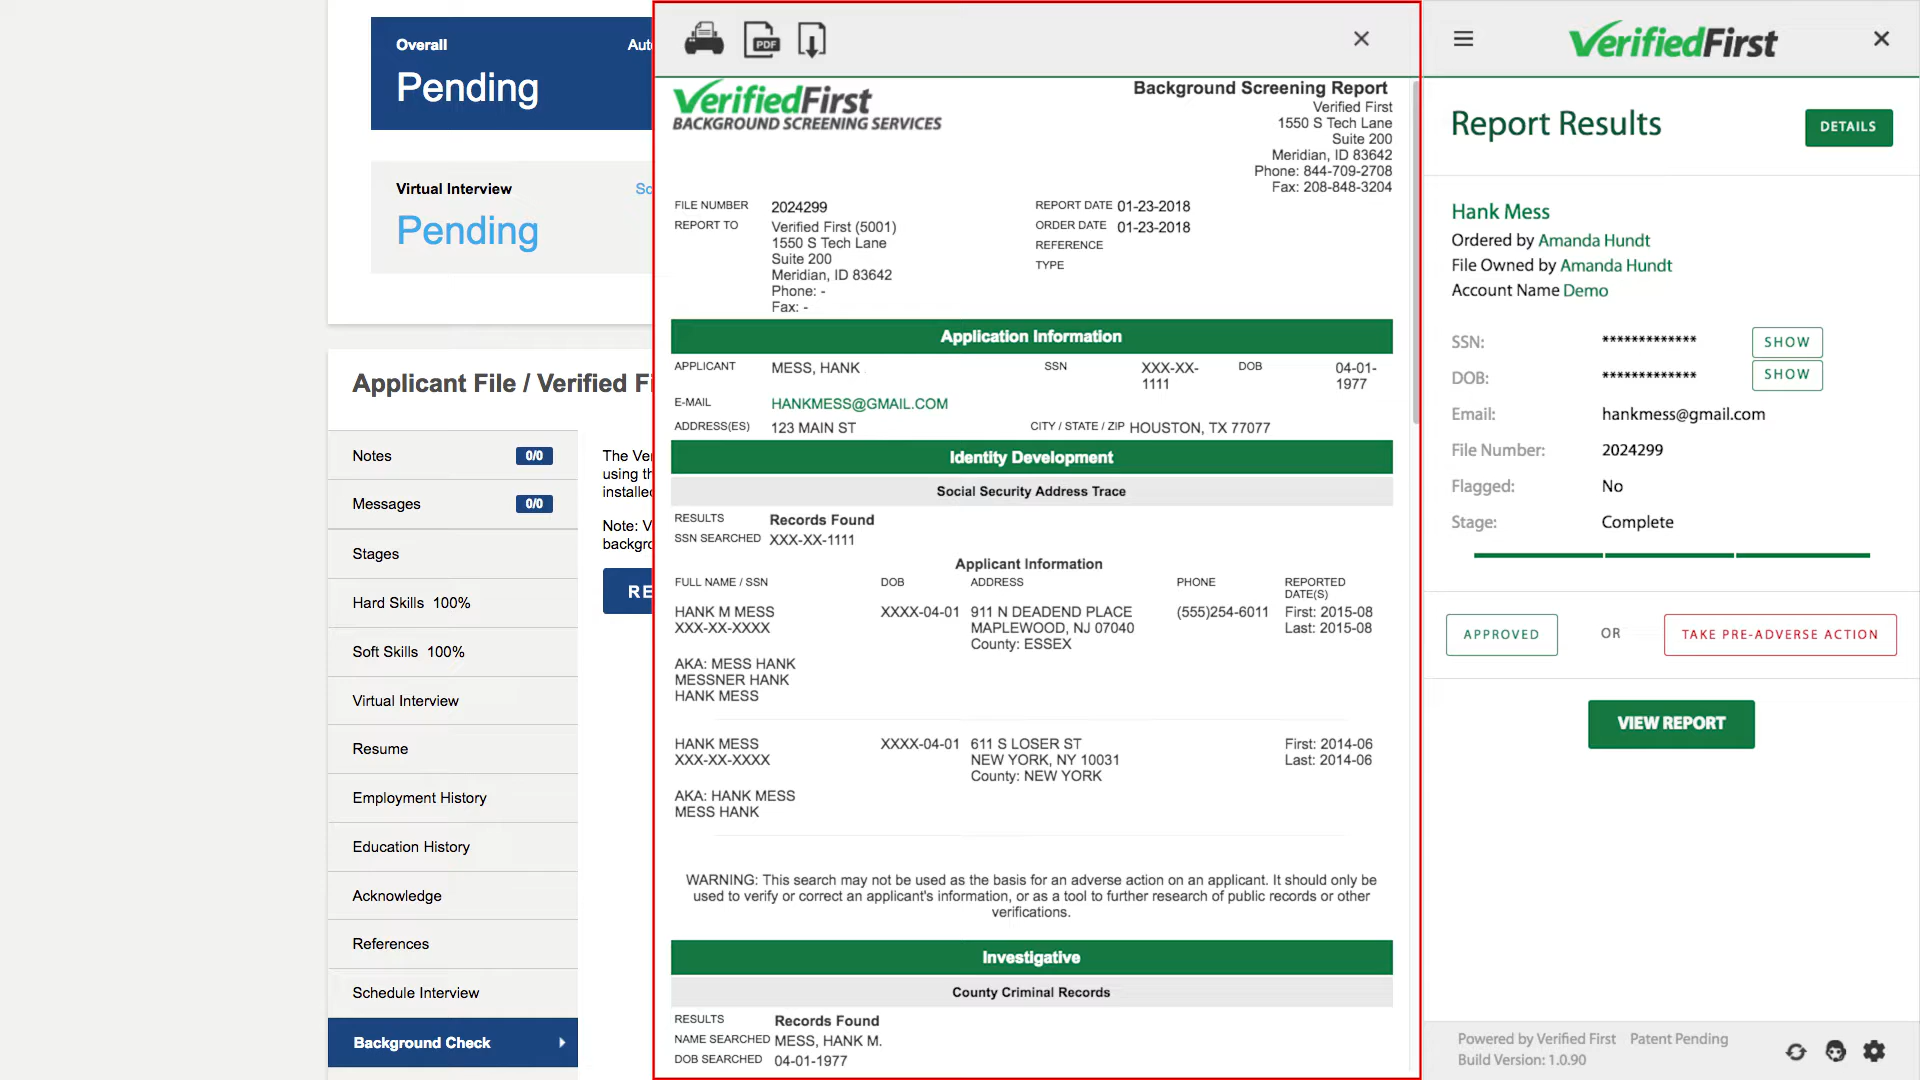 Overall
Pending
Virtual Interview
Pending
Applicant File / Verified
Notes 0/0
Messages 0/0
Stages
Hard Skills 100%
Soft Skills 100%
Virtual Interview
Resume
Employment History
Education History
Acknowledge
References
Schedule Interview
Background Check
The
using
installed
Note:
PDF
VerifiedFirst
BACKGROUND SCREENING SERVICES
Background Screening Report
Verified First
1550 S Tech Lane
Suite 200
Meridian, ID 83642
Phone: 844-709-2708
Fax: 208-848-3204
FILE NUMBER 2024299
REPORT TO Verified First (5001)
1550 S Tech Lane
Suite 200
Meridian, ID 83642
Phone: -
Fax: -
REPORT DATE 01-23-2018
ORDER DATE 01-23-2018
REFERENCE
TYPE
Application Information
APPLICANT MESS, HANK SSN XXX-XX-1111 DOB 04-01-1977
E-MAIL HANKMESS@GMAIL.COM
ADDRESS(ES) 123 MAIN ST CITY / STATE / ZIP HOUSTON, TX 77077
Identity Development
Social Security Address Trace
RESULTS Records Found
SSN SEARCHED XXX-XX-1111
Applicant Information
FULL NAME / SSN DOB ADDRESS PHONE REPORTED DATE(S)
HANK M MESS XXXX-04-01 911 N DEADEND PLACE (555)254-6011 First: 2015-08
XXX-XX-XXXX MAPLEWOOD, NJ 07040 Last: 2015-08
County: ESSEX
AKA: MESS HANK
MESSNER HANK
HANK MESS
HANK MESS XXXX-04-01 611 S LOSER ST First: 2014-06
XXX-XX-XXXX NEW YORK, NY 10031 Last: 2014-06
County: NEW YORK
AKA: HANK MESS
MESS HANK
WARNING: This search may not be used as the basis for an adverse action on an applicant. It should only be
used to verify or correct an applicant's information, or as a tool to further research of public records or other
verifications.
Investigative
County Criminal Records
RESULTS Records Found
NAME SEARCHED MESS, HANK M.
DOB SEARCHED 04-01-1977
VerifiedFirst
Report Results DETAILS
Hank Mess
Ordered by Amanda Hundt
File Owned by Amanda Hundt
Account Name Demo
SSN: ************* SHOW
DOB: ************* SHOW
Email: hankmess@gmail.com
File Number: 2024299
Flagged: No
Stage: Complete
APPROVED OR TAKE PRE-ADVERSE ACTION
VIEW REPORT
Powered by Verified First Patent Pending
Build Version: 1.0.90